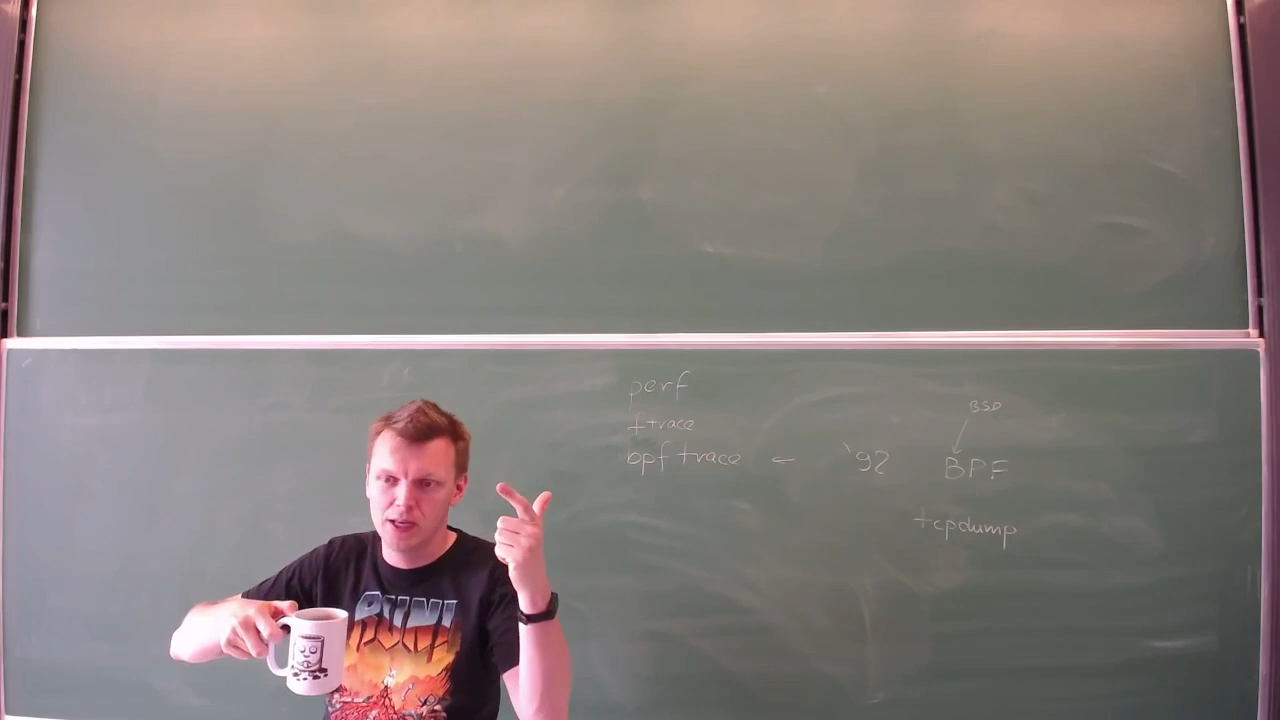 perf
ftrace
bpftrace ← '92 BPF
BSD
tcpdump
RUN!